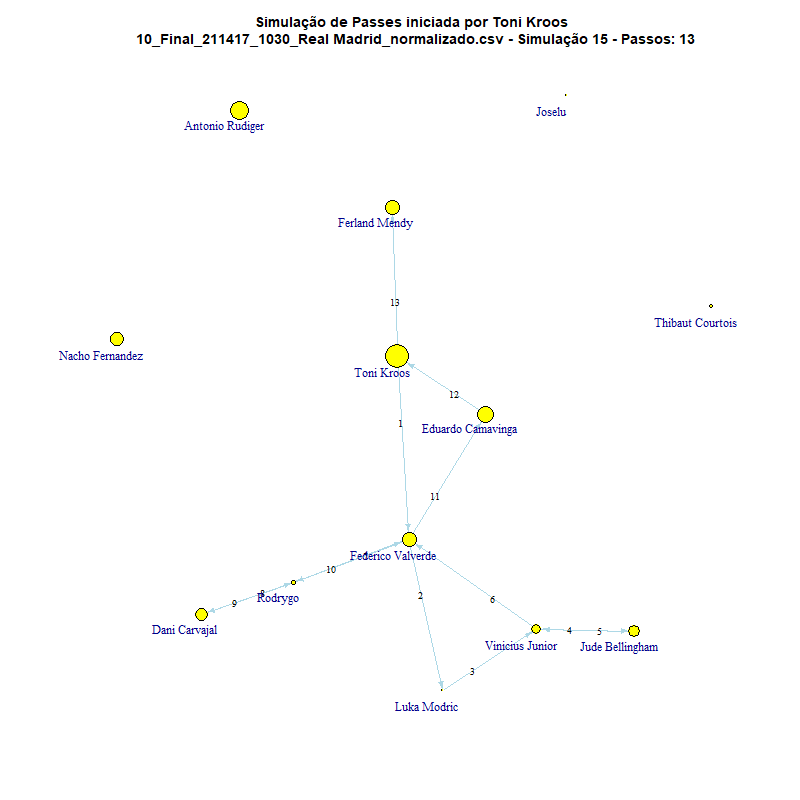 Simulação de Passes iniciada por Toni Kroos
10_Final_211417_1030_Real Madrid_normalizado.csv - Simulação 15 - Passos: 13
Joselu
Antonio Rudiger
Ferland Mendy
13
Thibaut Courtois
Nacho Fernandez
Toni Kroos
12
1
Eduardo Camavinga
11
Federico Valverde
10
2
Rodrygo
8
9
6
Dani Carvajal
4
5
Vinicius Junior
Jude Bellingham
3
Luka Modric